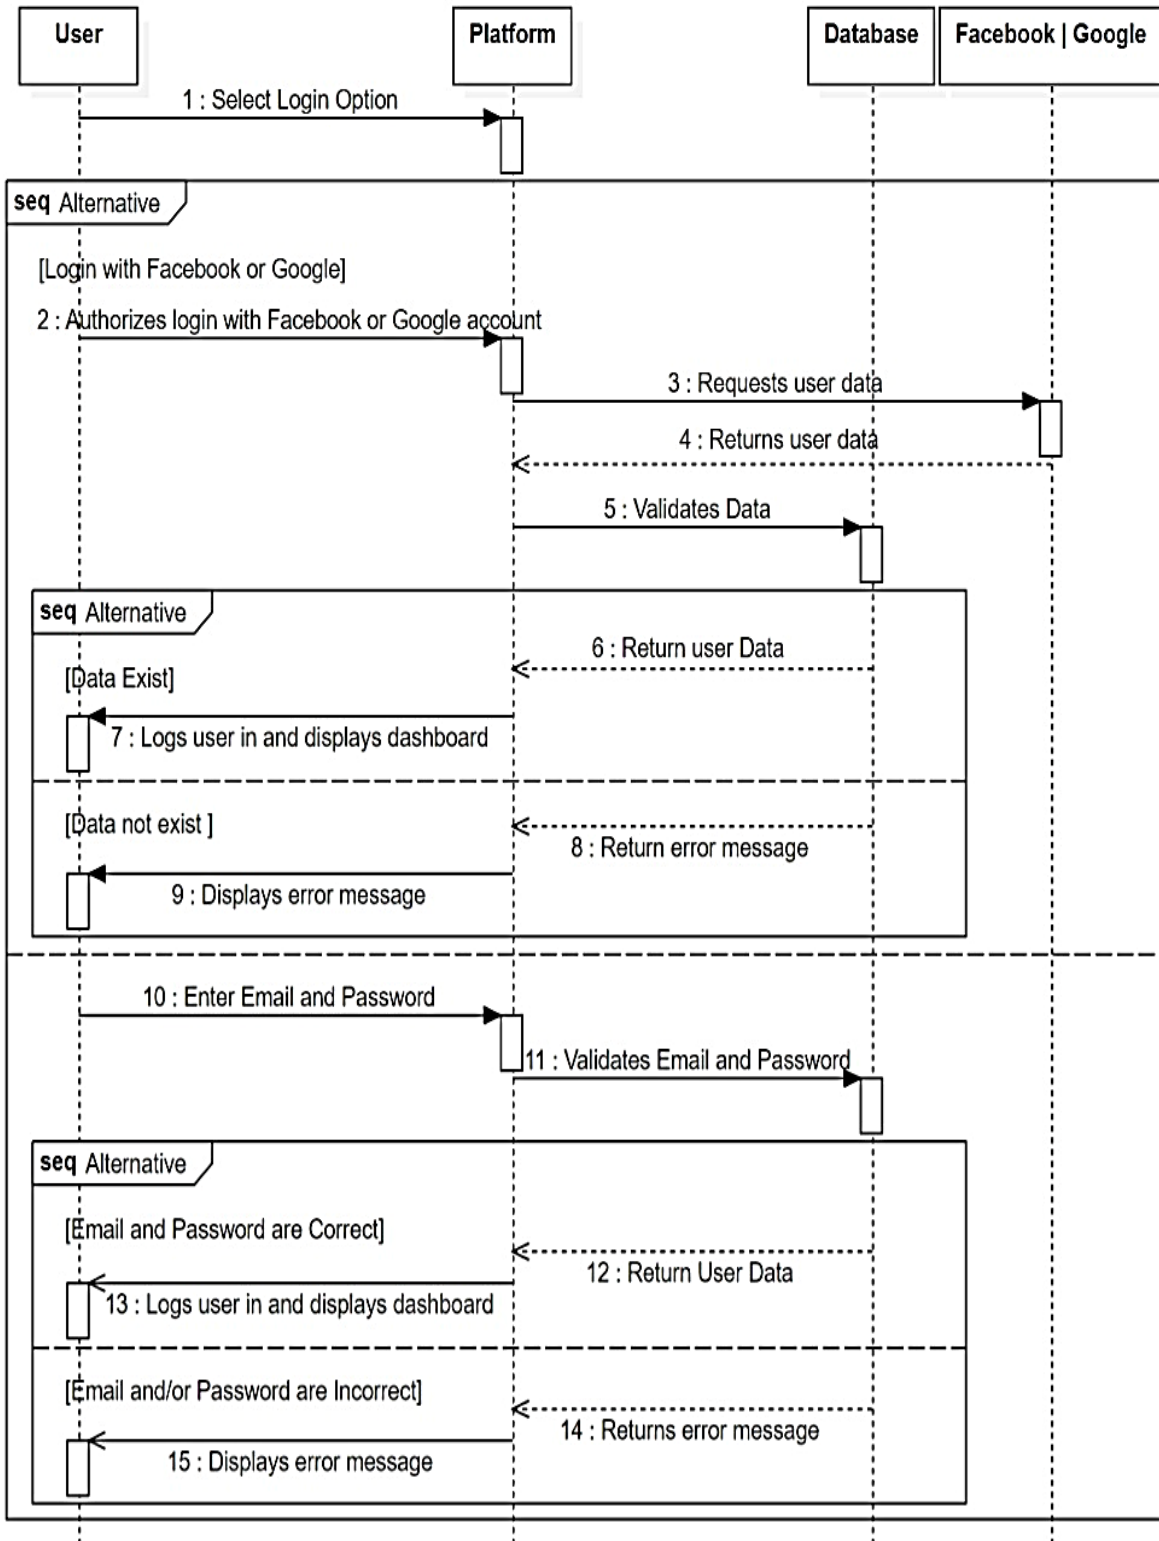 User
Platform
Database
Facebook | Google
1 : Select Login Option
seq Alternative
[Login with Facebook or Google]
2 : Authorizes login with Facebook or Google account
3 : Requests user data
4 : Returns user data
5 : Validates Data
seq Alternative
6 : Return user Data
[Data Exist]
7 : Logs user in and displays dashboard
[Data not exist ]
8 : Return error message
9 : Displays error message
10 : Enter Email and Password
11 : Validates Email and Password
seq Alternative
[Email and Password are Correct]
12 : Return User Data
13 : Logs user in and displays dashboard
[Email and/or Password are Incorrect]
14 : Returns error message
15 : Displays error message